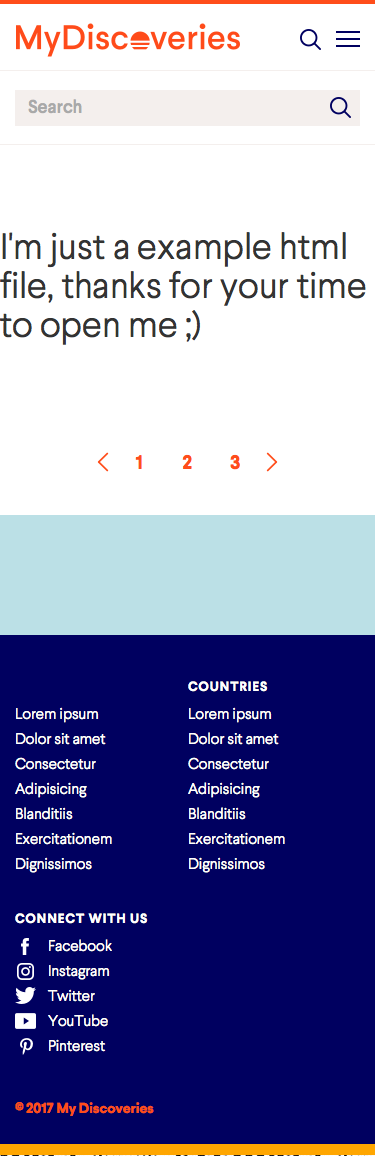 MyDiscoveries
Search
I'm just a example html
file, thanks for your time
to open me ;)
1 2 3
Lorem ipsum
Dolor sit amet
Consectetur
Adipisicing
Blanditiis
Exercitationem
Dignissimos
COUNTRIES
Lorem ipsum
Dolor sit amet
Consectetur
Adipisicing
Blanditiis
Exercitationem
Dignissimos
CONNECT WITH US
Facebook
Instagram
Twitter
YouTube
Pinterest
© 2017 My Discoveries